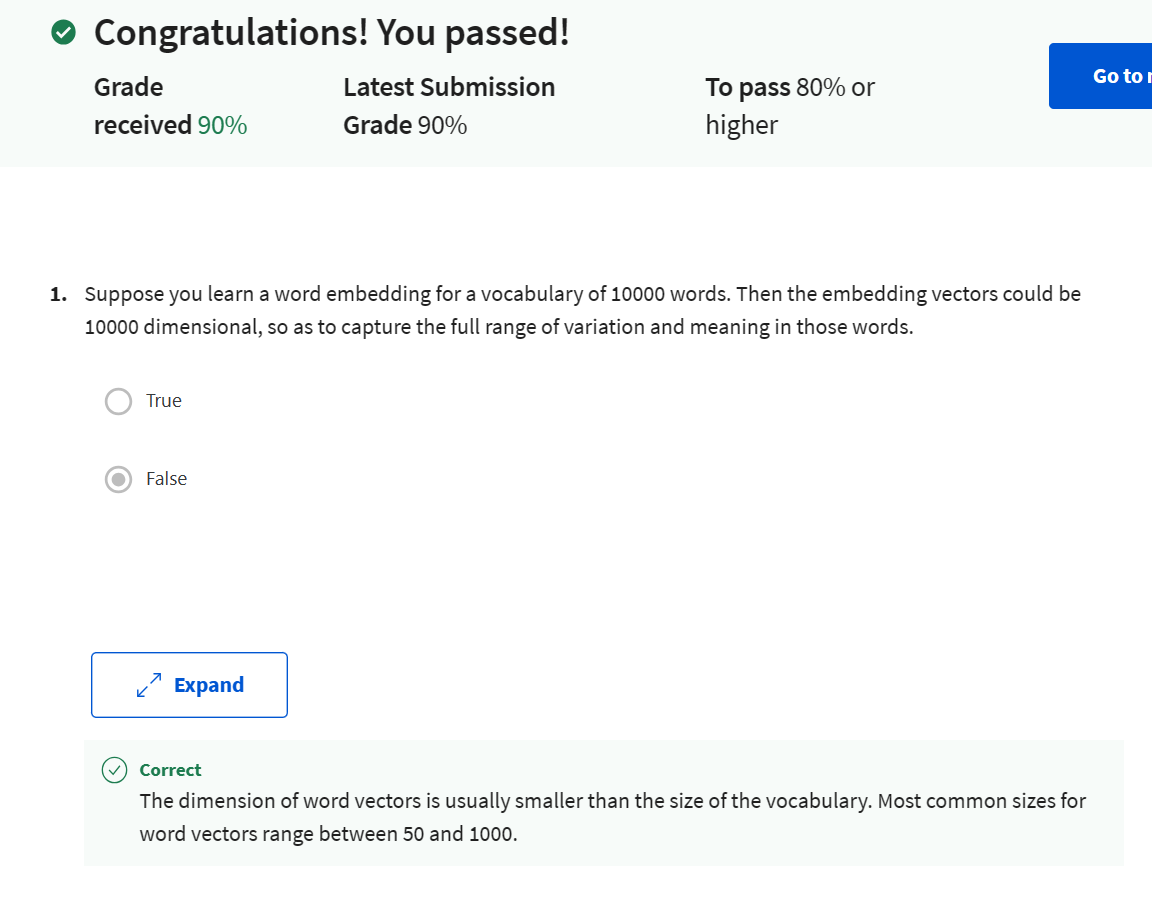 Congratulations! You passed!
Grade received 90%
Latest Submission Grade 90%
To pass 80% or higher
Go to
1. Suppose you learn a word embedding for a vocabulary of 10000 words. Then the embedding vectors could be
10000 dimensional, so as to capture the full range of variation and meaning in those words.
True
False
Expand
Correct
The dimension of word vectors is usually smaller than the size of the vocabulary. Most common sizes for
word vectors range between 50 and 1000.